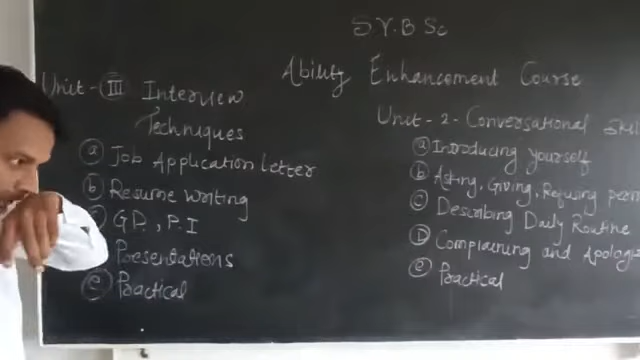 S.Y.B Sc
Ability Enhancement Course
Unit - III Interview
Techniques
a Job Application Letter
b Resume writing
G.D., P.I
Presentations
e Practical
Unit - 2 - Conversational
a Introducing yourself
b Asking, Giving, Refusing
c Describing Daily Routine
D Complaining and
e Practical